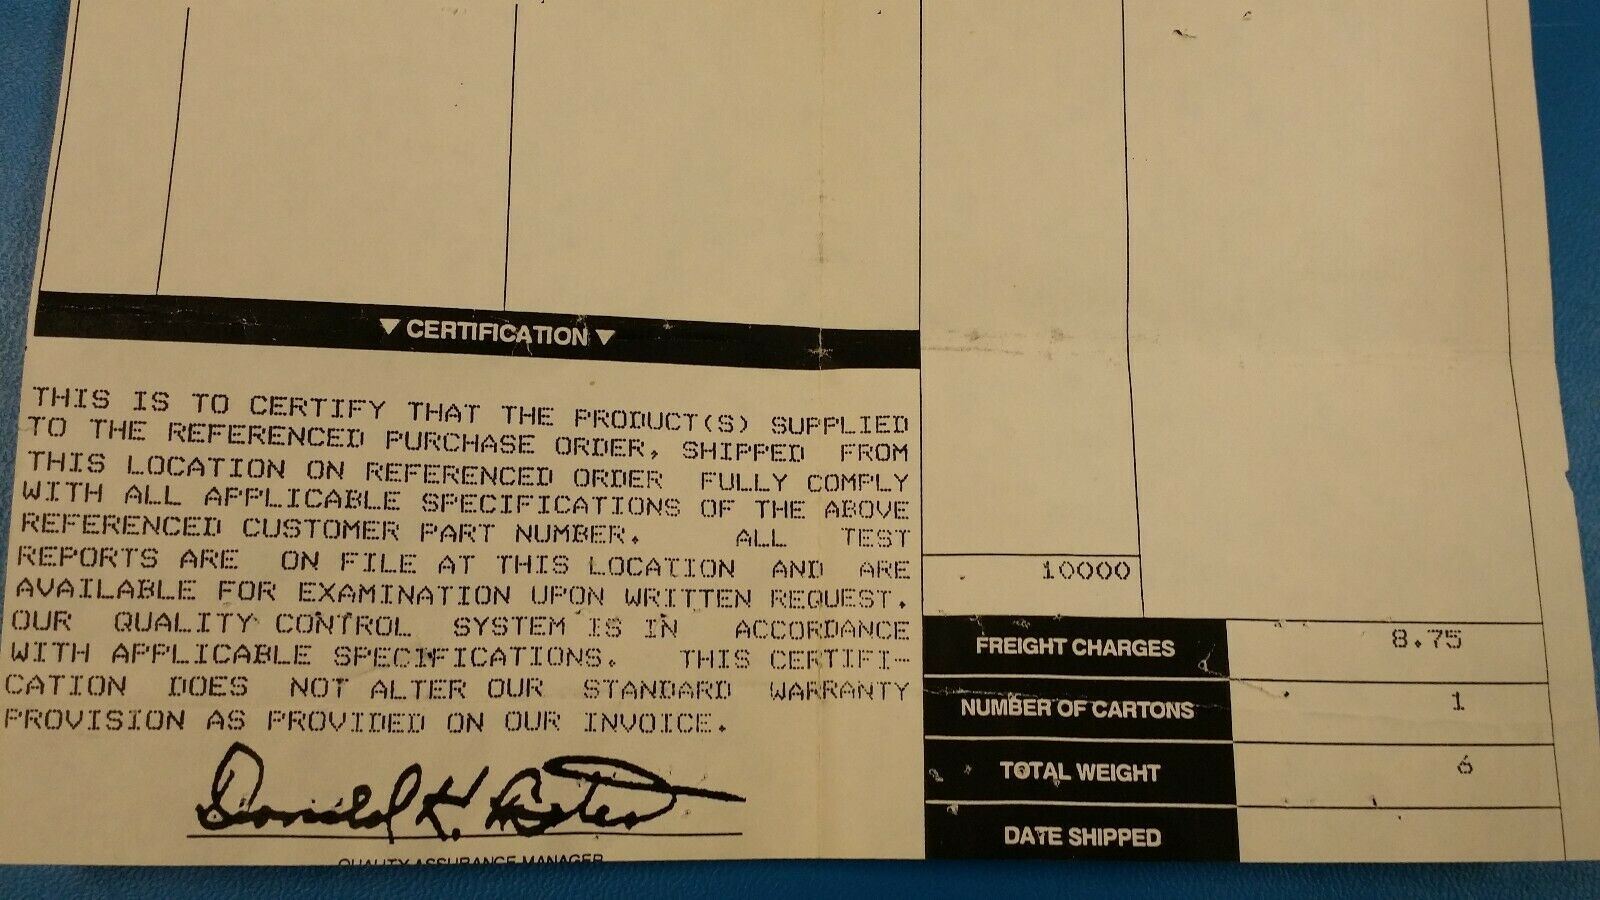 ▼ CERTIFICATION ▼
THIS IS TO CERTIFY THAT THE PRODUCT(S) SUPPLIED
TO THE REFERENCED PURCHASE ORDER, SHIPPED FROM
THIS LOCATION ON REFERENCED ORDER FULLY COMPLY
WITH ALL APPLICABLE SPECIFICATIONS OF THE ABOVE
REFERENCED CUSTOMER PART NUMBER. ALL TEST
REPORTS ARE ON FILE AT THIS LOCATION AND ARE
AVAILABLE FOR EXAMINATION UPON WRITTEN REQUEST.
OUR QUALITY CONTROL SYSTEM IS IN ACCORDANCE
WITH APPLICABLE SPECIFICATIONS. THIS CERTIFI-
CATION DOES NOT ALTER OUR STANDARD WARRANTY
PROVISION AS PROVIDED ON OUR INVOICE.
Donald K.
QUALITY ASSURANCE MANAGER
10000
FREIGHT CHARGES 8.75
NUMBER OF CARTONS 1
TOTAL WEIGHT 6
DATE SHIPPED